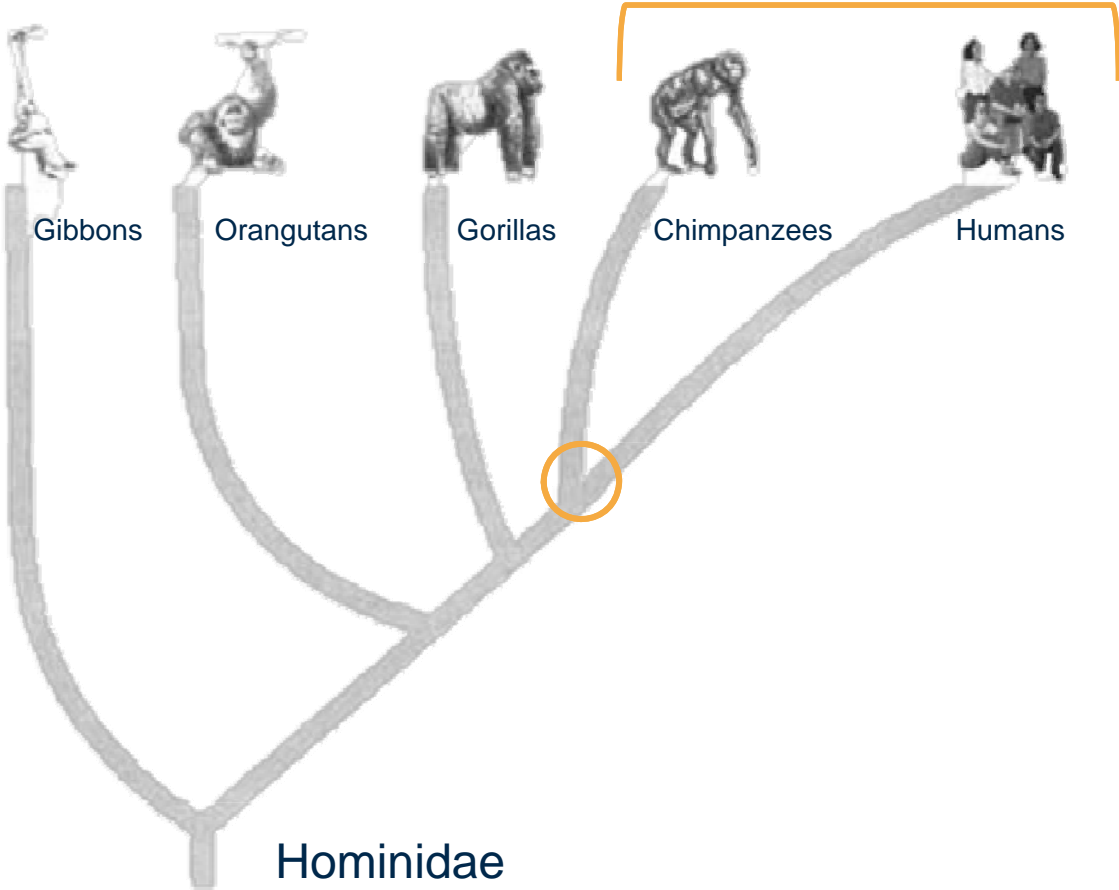 Gibbons
Orangutans
Gorillas
Chimpanzees
Humans
Hominidae